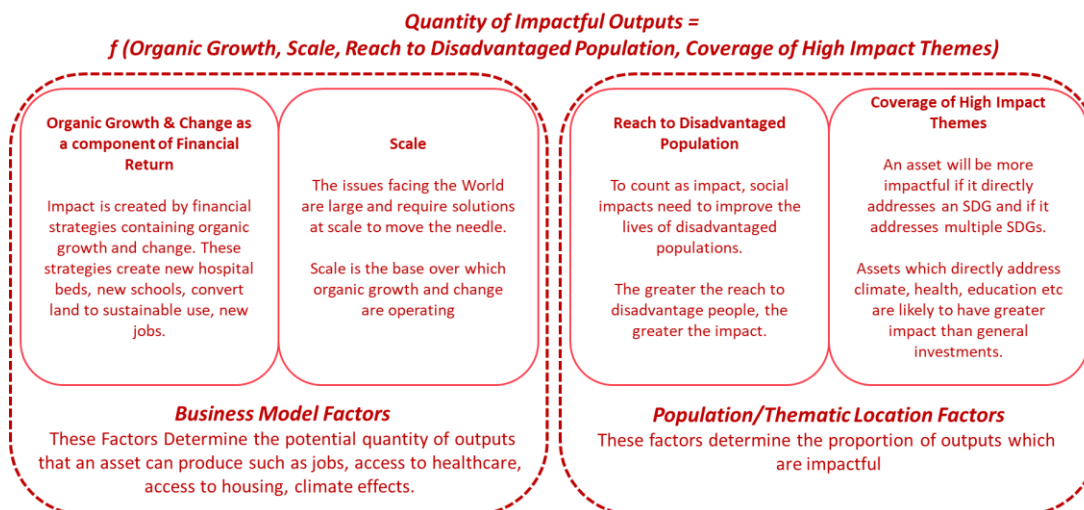 Quantity of Impactful Outputs =
f (Organic Growth, Scale, Reach to Disadvantaged Population, Coverage of High Impact Themes)
Organic Growth & Change as
a component of Financial
Return
Impact is created by financial
strategies containing organic
growth and change. These
strategies create new hospital
beds, new schools, convert
land to sustainable use, new
jobs.
Scale
The issues facing the World
are large and require solutions
at scale to move the needle.
Scale is the base over which
organic growth and change
are operating
Business Model Factors
These Factors Determine the potential quantity of outputs
that an asset can produce such as jobs, access to healthcare,
access to housing, climate effects.
Reach to Disadvantaged
Population
To count as impact, social
impacts need to improve the
lives of disadvantaged
populations.
The greater the reach to
disadvantage people, the
greater the impact.
Coverage of High Impact
Themes
An asset will be more
impactful if it directly
addresses an SDG and if it
addresses multiple SDGs.
Assets which directly address
climate, health, education etc
are likely to have greater
impact than general
investments.
Population/Thematic Location Factors
These factors determine the proportion of outputs which
are impactful